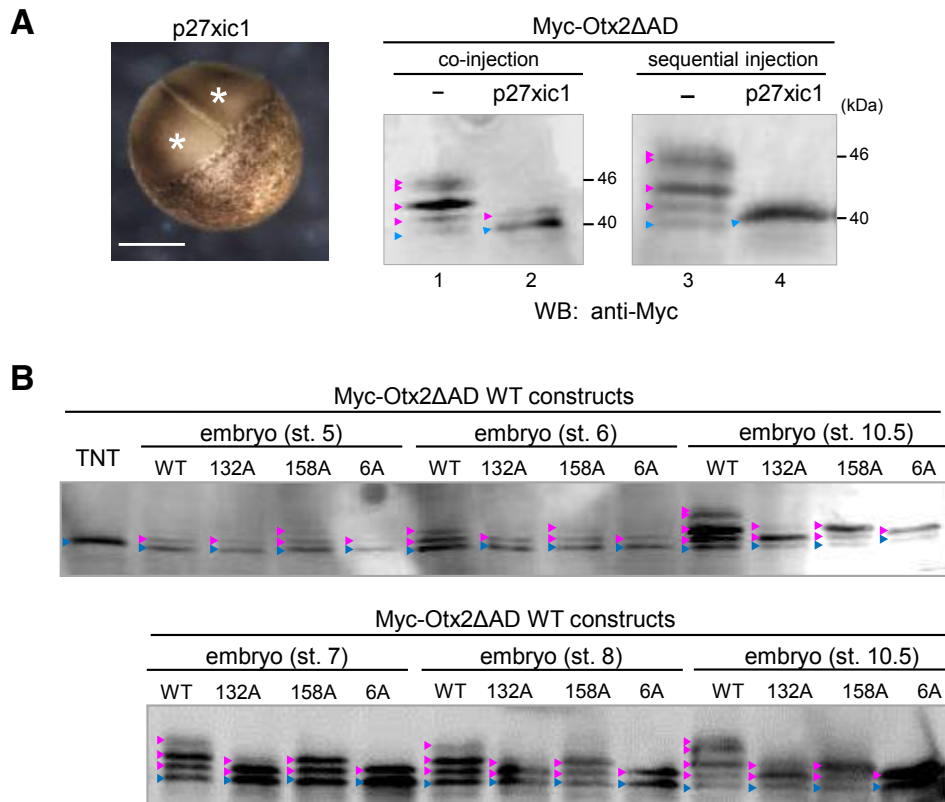 A
p27xic1
* *
Myc-Otx2ΔAD
co-injection sequential injection
– p27xic1 – p27xic1 (kDa)
46 46
40 40
1 2 3 4
WB: anti-Myc
B
Myc-Otx2ΔAD WT constructs
TNT embryo (st. 5) embryo (st. 6) embryo (st. 10.5)
WT 132A 158A 6A WT 132A 158A 6A WT 132A 158A 6A
Myc-Otx2ΔAD WT constructs
embryo (st. 7) embryo (st. 8) embryo (st. 10.5)
WT 132A 158A 6A WT 132A 158A 6A WT 132A 158A 6A